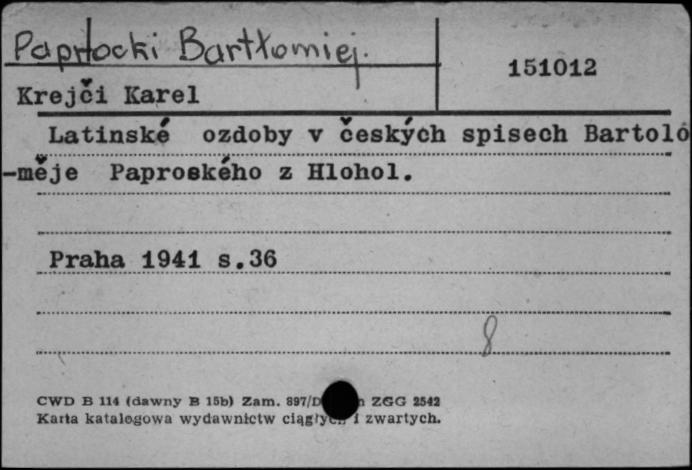 Paprocki Bartłomiej.
151012
Krejči Karel
Latinské ozdoby v českých spisech Bartolo
-měje Paproského z Hlohol.
Praha 1941 s.36
8
CWD B 114 (dawny B 15b) Zam. 897/D ZGG 2542
Karta katalogowa wydawnictw ciągłych i zwartych.